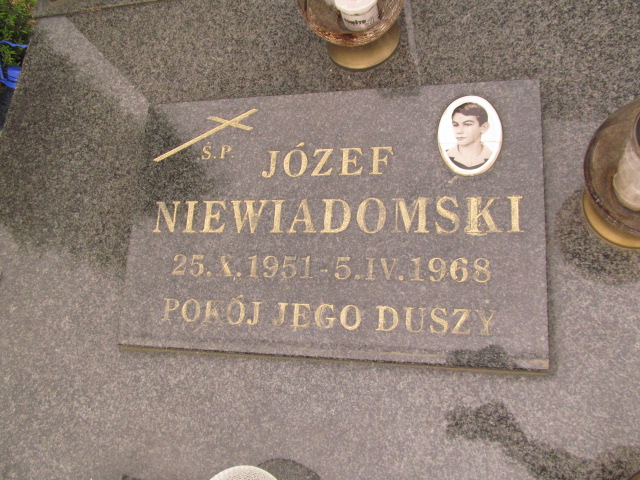 Ś.P.
JÓZEF
NIEWIADOMSKI
25.X.1951-5.IV.1968
POKÓJ JEGO DUSZY